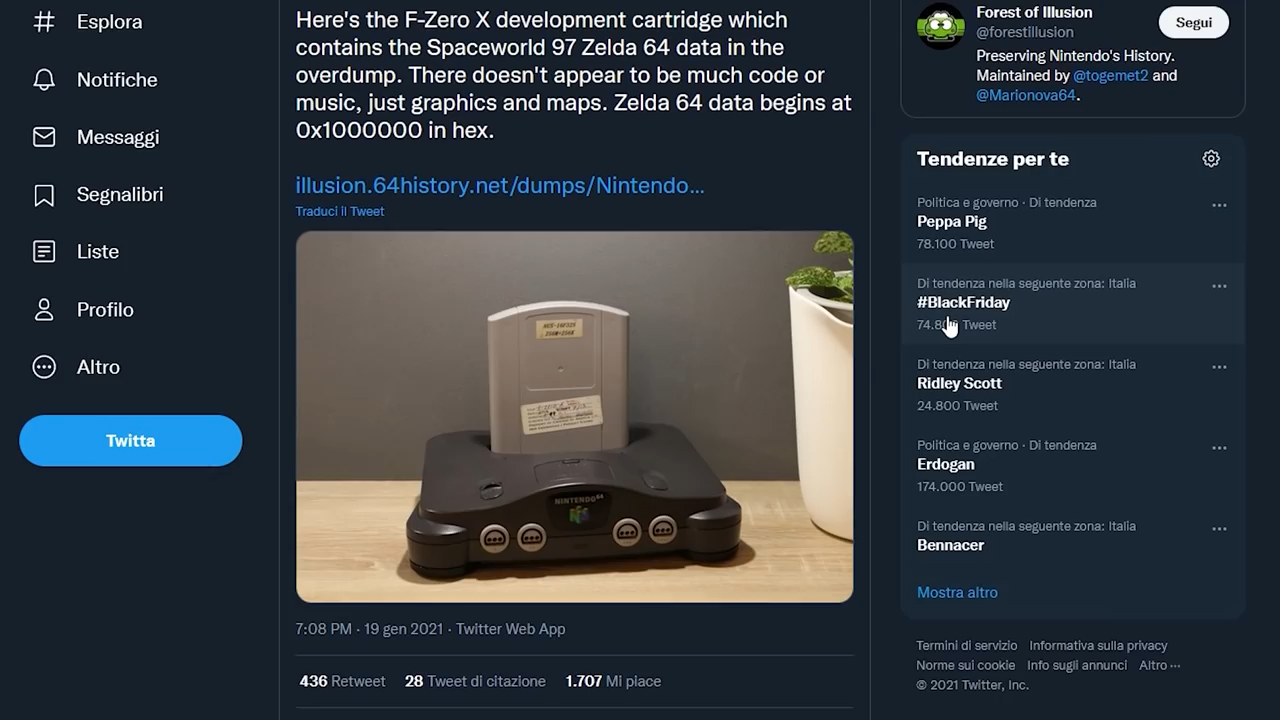 Esplora
Notifiche
Messaggi
Segnalibri
Liste
Profilo
Altro
Twitta
Here's the F-Zero X development cartridge which
contains the Spaceworld 97 Zelda 64 data in the
overdump. There doesn't appear to be much code or
music, just graphics and maps. Zelda 64 data begins at
0x1000000 in hex.
illusion.64history.net/dumps/Nintendo...
Traduci il Tweet
NINTENDO64
7:08 PM · 19 gen 2021 · Twitter Web App
436 Retweet 28 Tweet di citazione 1.707 Mi piace
Forest of Illusion
@forestillusion
Segui
Preserving Nintendo's History.
Maintained by @togemet2 and
@Marionova64.
Tendenze per te
Politica e governo · Di tendenza
Peppa Pig
78.100 Tweet
Di tendenza nella seguente zona: Italia
#BlackFriday
Tweet
Di tendenza nella seguente zona: Italia
Ridley Scott
24.800 Tweet
Politica e governo · Di tendenza
Erdogan
174.000 Tweet
Di tendenza nella seguente zona: Italia
Bennacer
Mostra altro
Termini di servizio Informativa sulla privacy
Norme sui cookie Info sugli annunci Altro ···
© 2021 Twitter, Inc.